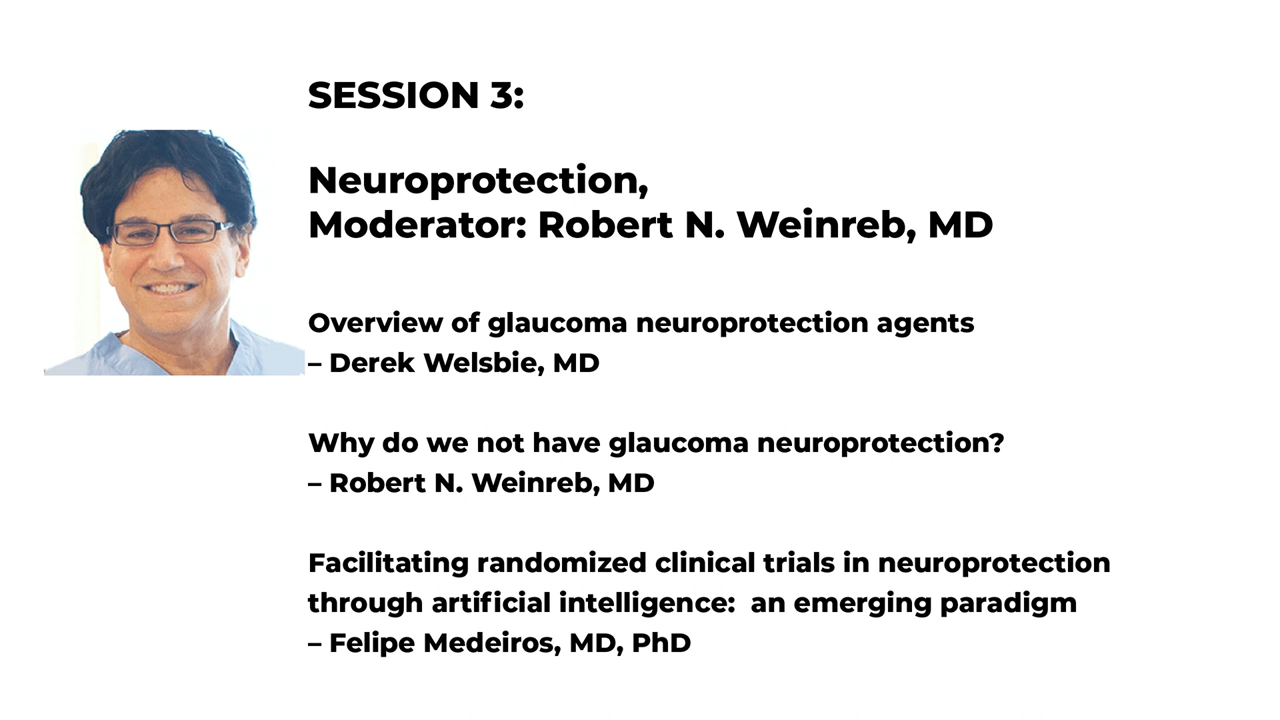 SESSION 3:
Neuroprotection,
Moderator: Robert N. Weinreb, MD
Overview of glaucoma neuroprotection agents
– Derek Welsbie, MD
Why do we not have glaucoma neuroprotection?
– Robert N. Weinreb, MD
Facilitating randomized clinical trials in neuroprotection
through artificial intelligence:  an emerging paradigm
– Felipe Medeiros, MD, PhD